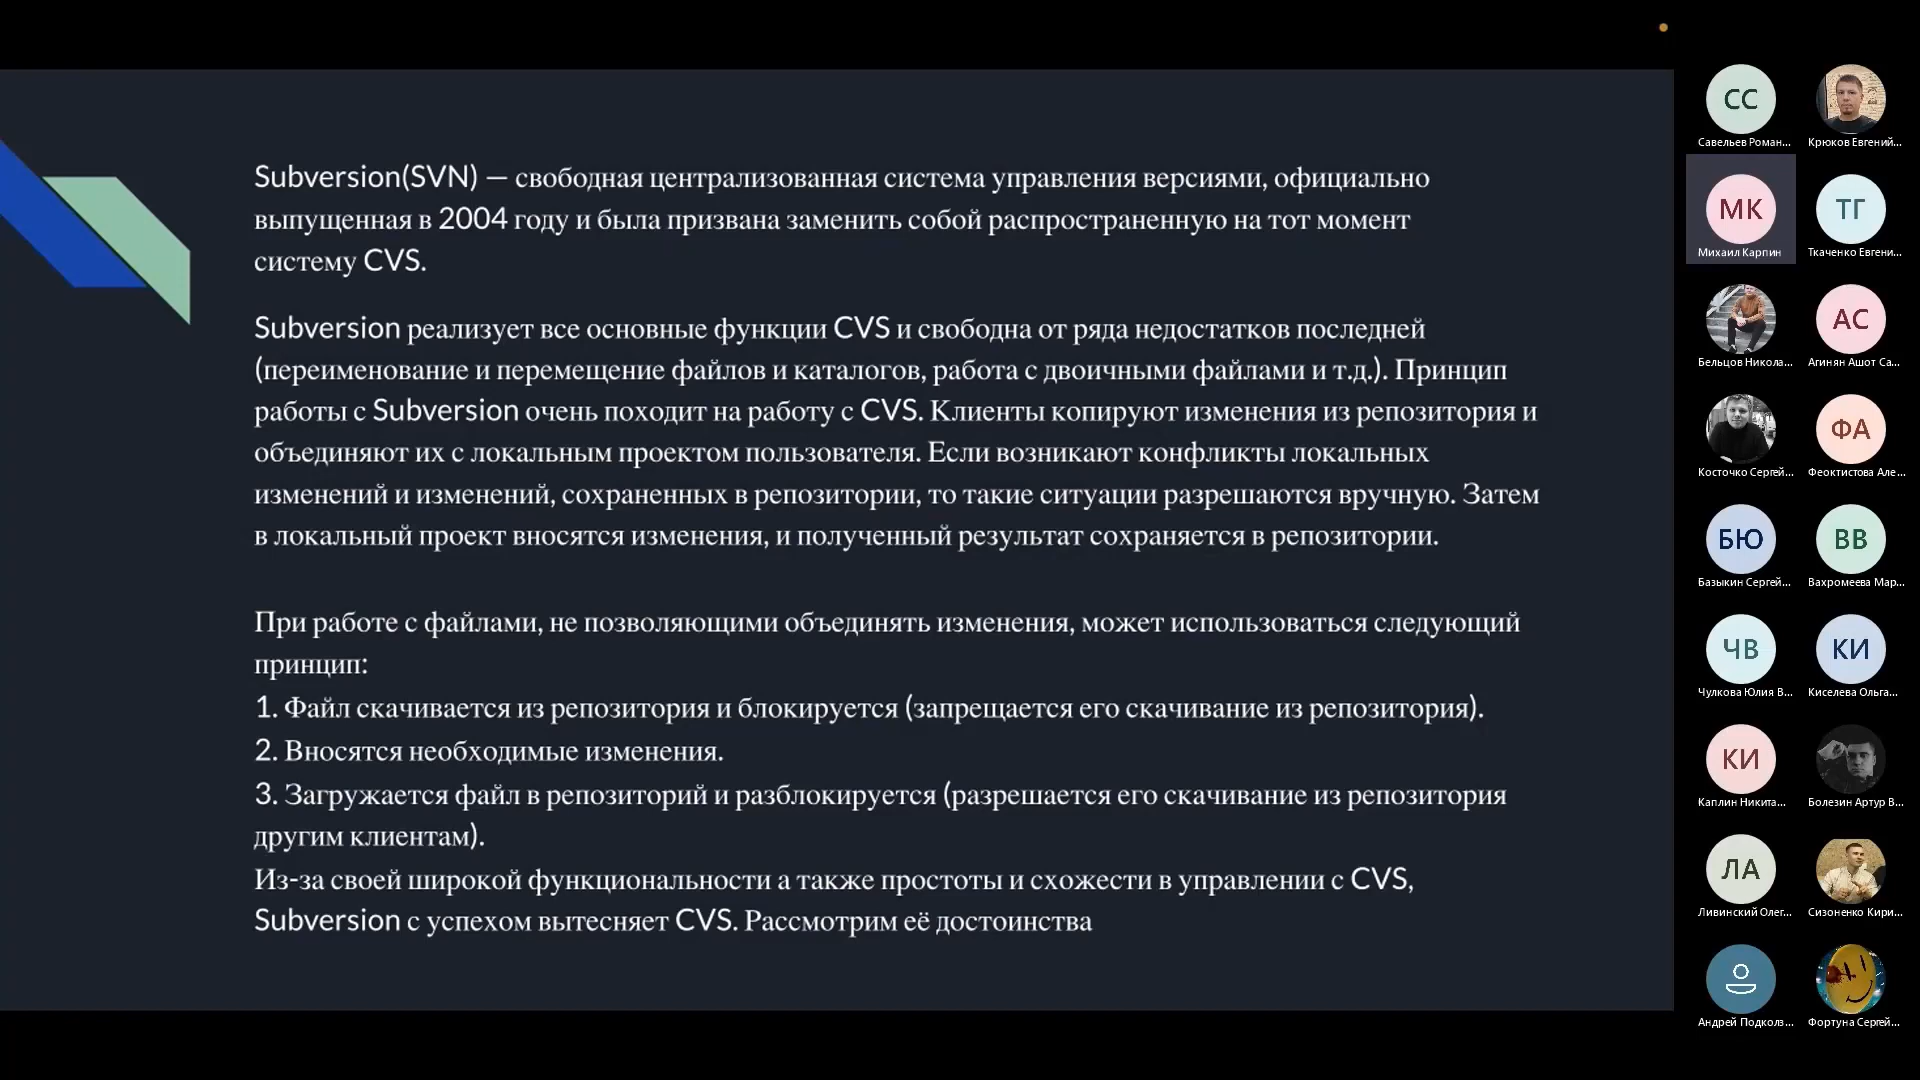 Subversion(SVN) — свободная централизованная система управления версиями, официально
выпущенная в 2004 году и была призвана заменить собой распространенную на тот момент
систему CVS.
Subversion реализует все основные функции CVS и свободна от ряда недостатков последней
(переименование и перемещение файлов и каталогов, работа с двоичными файлами и т.д.). Принцип
работы с Subversion очень походит на работу с CVS. Клиенты копируют изменения из репозитория и
объединяют их с локальным проектом пользователя. Если возникают конфликты локальных
изменений и изменений, сохраненных в репозитории, то такие ситуации разрешаются вручную. Затем
в локальный проект вносятся изменения, и полученный результат сохраняется в репозитории.
При работе с файлами, не позволяющими объединять изменения, может использоваться следующий
принцип:
1. Файл скачивается из репозитория и блокируется (запрещается его скачивание из репозитория).
2. Вносятся необходимые изменения.
3. Загружается файл в репозиторий и разблокируется (разрешается его скачивание из репозитория
другим клиентам).
Из-за своей широкой функциональности а также простоты и схожести в управлении с CVS,
Subversion с успехом вытесняет CVS. Рассмотрим её достоинства
СС
Савельев Роман...
Крюков Евгений...
МК
Михаил Карпин
ТГ
Ткаченко Евгени...
Бельцов Никола...
АС
Агинян Ашот Са...
Косточко Сергей...
ФА
Феоктистова Але...
БЮ
Базыкин Сергей...
ВВ
Вахромеева Мар...
ЧВ
Чулкова Юлия В...
КИ
Киселева Ольга...
КИ
Каплин Никита...
Болезин Артур В...
ЛА
Ливинский Олег...
Сизоненко Кири...
Андрей Подколз...
Фортуна Сергей...